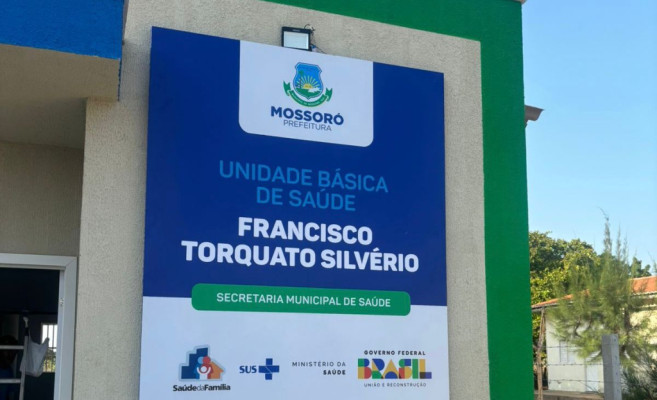 MOSSORÓ
PREFEITURA
UNIDADE BÁSICA
DE SAÚDE
FRANCISCO
TORQUATO SILVÉRIO
SECRETARIA MUNICIPAL DE SAÚDE
SaúdedaFamília
SUS
MINISTÉRIO DA
SAÚDE
GOVERNO FEDERAL
BRASIL
UNIÃO E RECONSTRUÇÃO